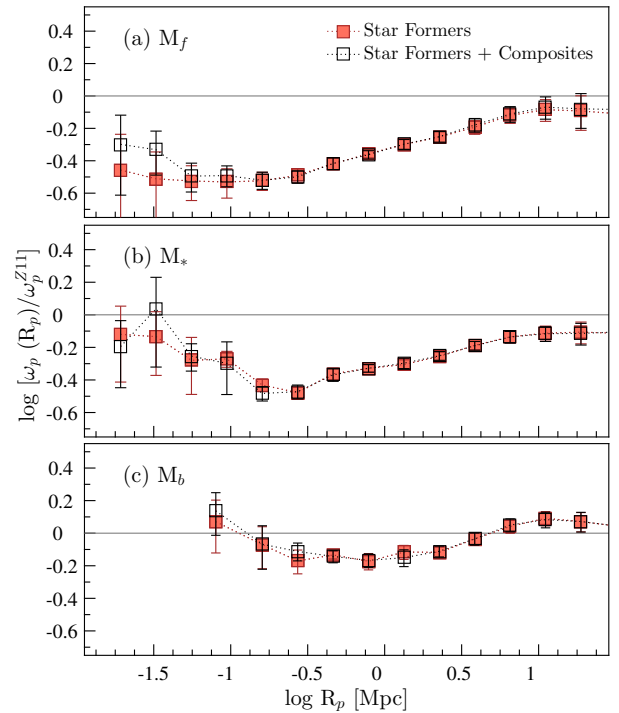 (a) M_f
Star Formers
Star Formers + Composites
0.4
0.2
0
-0.2
-0.4
-0.6
(b) M_*
0.4
0.2
0
-0.2
-0.4
-0.6
log [ω_p (R_p)/ω_p^{Z11}]
(c) M_b
0.4
0.2
0
-0.2
-0.4
-0.6
-1.5 -1 -0.5 0 0.5 1
log R_p [Mpc]